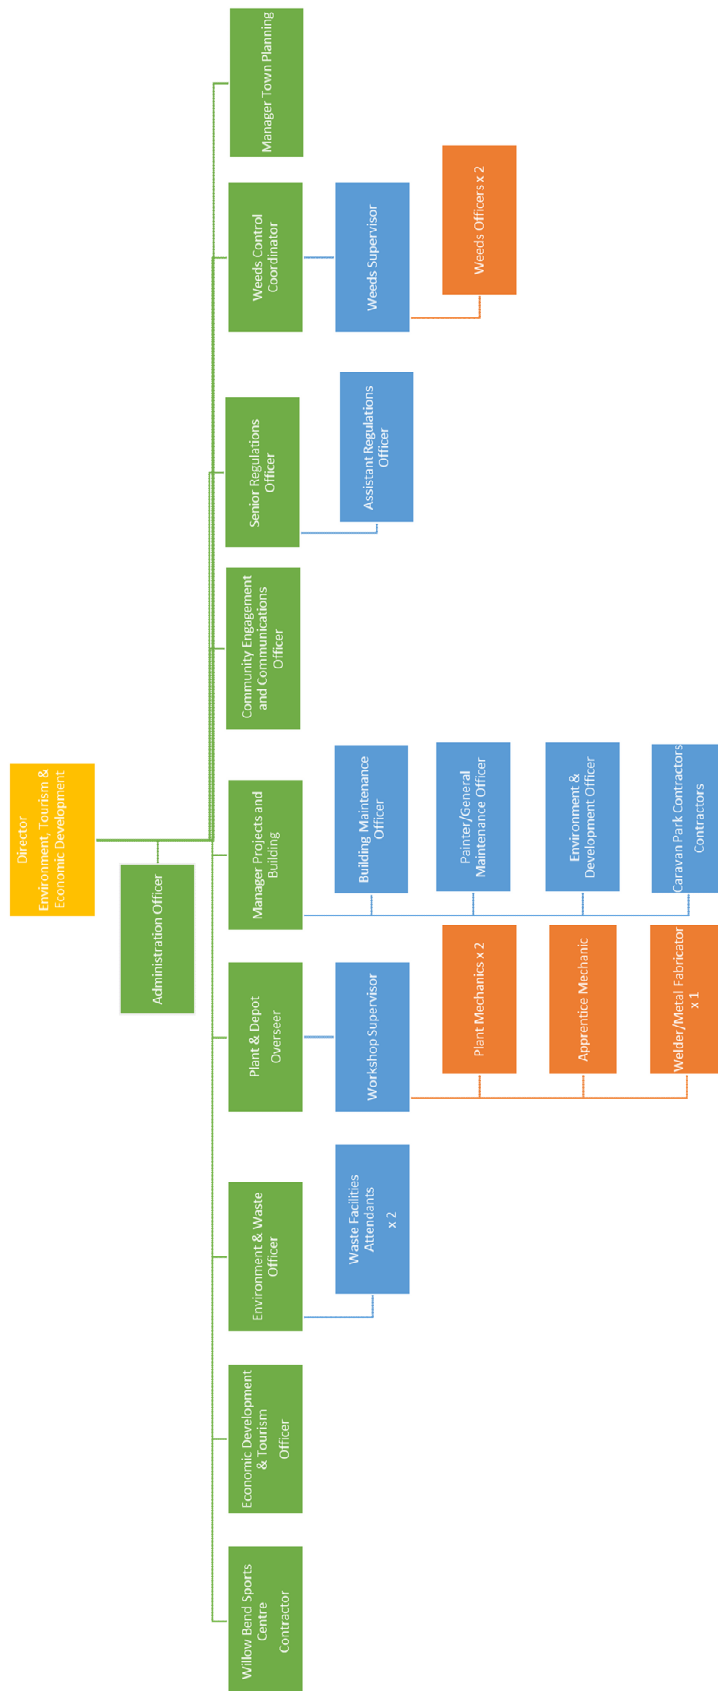 Director
Environment, Tourism &
Economic Development
Administration Officer
Willow Bend Sports
Centre
Contractor
Economic Development
& Tourism
Officer
Environment & Waste
Officer
Waste Facilities
Attendants
x 2
Plant & Depot
Overseer
Workshop Supervisor
Plant Mechanics x 2
Apprentice Mechanic
Welder/Metal Fabricator
x 1
Manager Projects and
Building
Building Maintenance
Officer
Painter/General
Maintenance Officer
Environment &
Development Officer
Caravan Park Contractors
Contractors
Community Engagement
and Communications
Officer
Senior Regulations
Officer
Assistant Regulations
Officer
Weeds Control
Coordinator
Weeds Supervisor
Weeds Officers x 2
Manager Town Planning